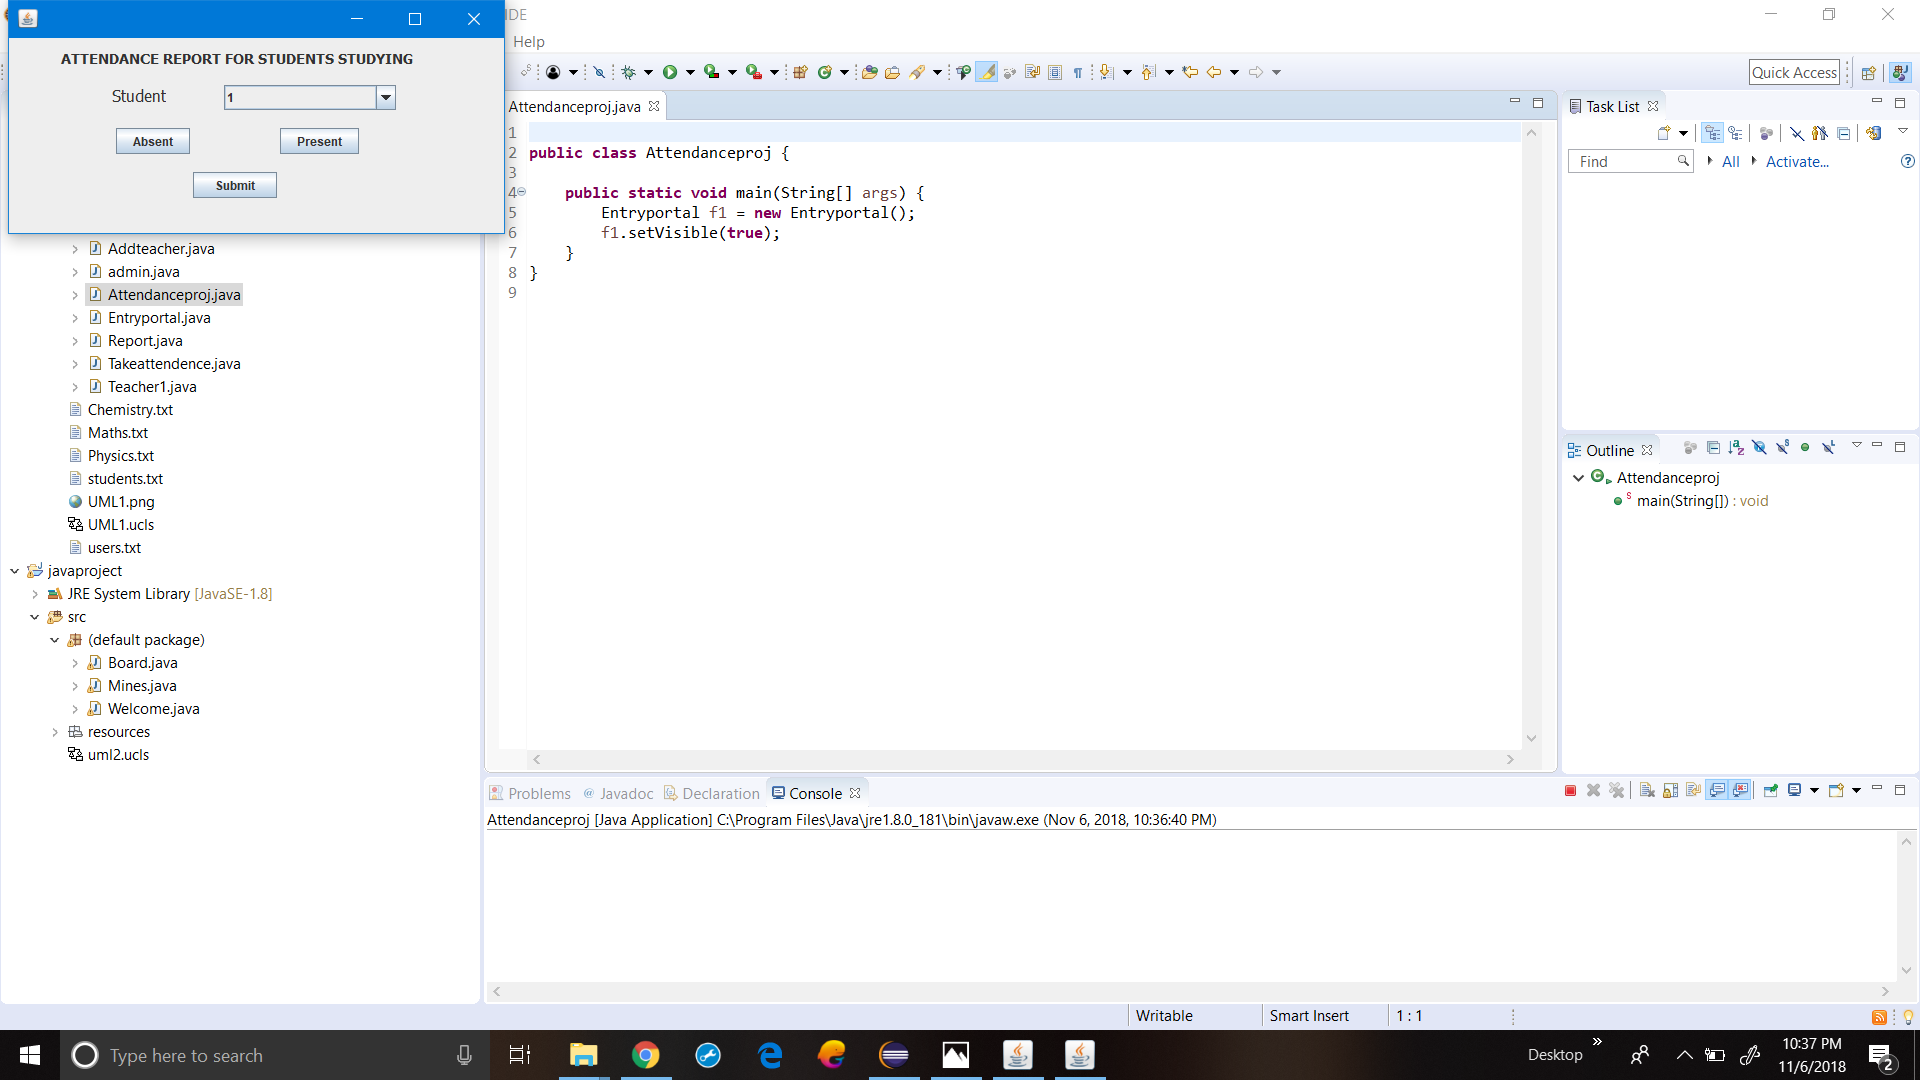 IDE
Help
ATTENDANCE REPORT FOR STUDENTS STUDYING
Student
1
Absent
Present
Submit
Quick Access
Addteacher.java
admin.java
Attendanceproj.java
Entryportal.java
Report.java
Takeattendence.java
Teacher1.java
Chemistry.txt
Maths.txt
Physics.txt
students.txt
UML1.png
UML1.ucls
users.txt
javaproject
JRE System Library [JavaSE-1.8]
src
(default package)
Board.java
Mines.java
Welcome.java
resources
uml2.ucls
Attendanceproj.java
1
2 public class Attendanceproj {
3
4 public static void main(String[] args) {
5 Entryportal f1 = new Entryportal();
6 f1.setVisible(true);
7 }
8 }
9
Task List
Find
All
Activate...
Outline
Attendanceproj
main(String[]) : void
Problems @ Javadoc Declaration Console
Attendanceproj [Java Application] C:\Program Files\Java\jre1.8.0_181\bin\javaw.exe (Nov 6, 2018, 10:36:40 PM)
Writable
Smart Insert
1 : 1
Type here to search
Desktop
10:37 PM
11/6/2018
2